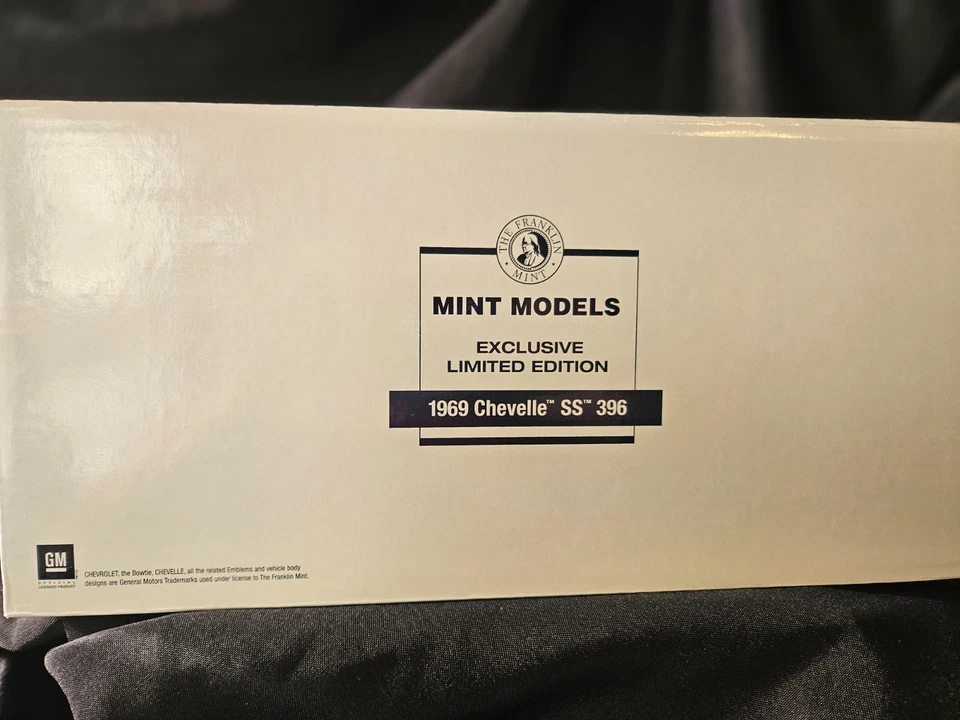 THE FRANKLIN
MINT
MINT MODELS
EXCLUSIVE
LIMITED EDITION
1969 Chevelle™ SS™ 396
GM
OFFICIAL
LICENSED PRODUCT
CHEVROLET, the Bowtie, CHEVELLE, all the related Emblems and vehicle body
designs are General Motors Trademarks used under license to The Franklin Mint.